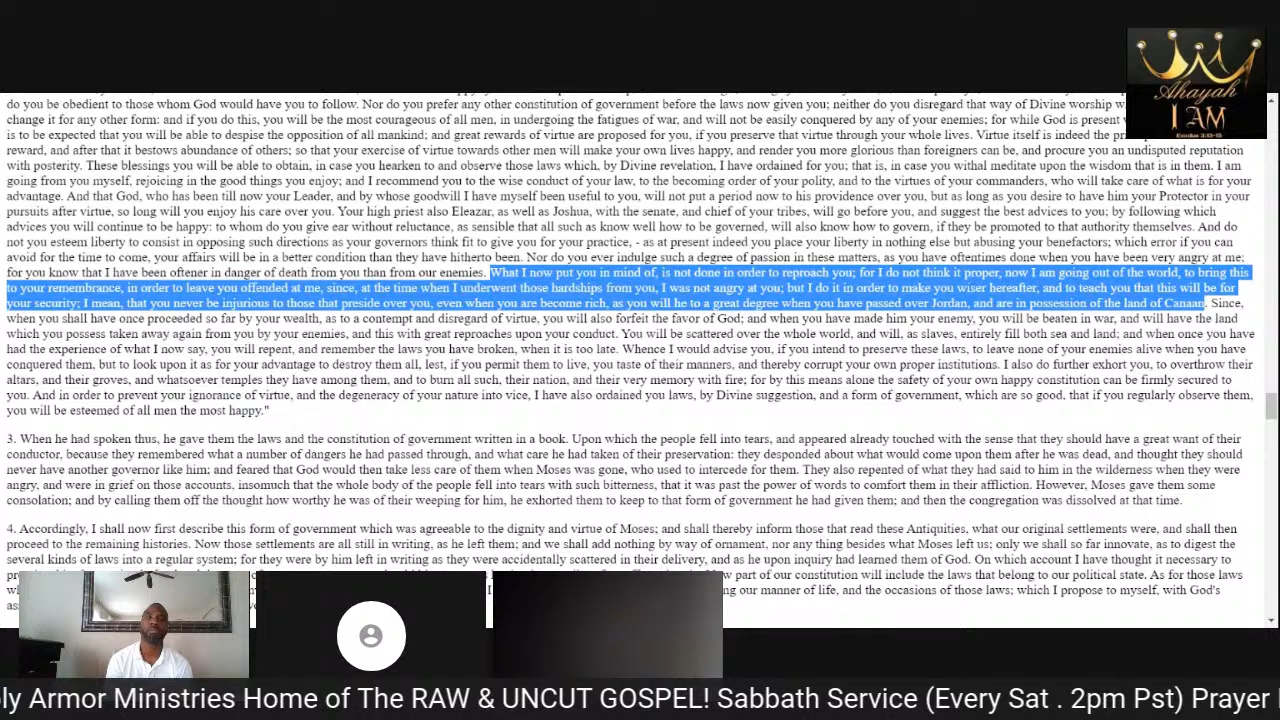 Ahayah
I AM
Exodus 3:13-15
do you be obedient to those whom God would have you to follow. Nor do you prefer any other constitution of government before the laws now given you; neither do you disregard that way of Divine worship
change it for any other form: and if you do this, you will be the most courageous of all men, in undergoing the fatigues of war, and will not be easily conquered by any of your enemies; for while God is present
is to be expected that you will be able to despise the opposition of all mankind; and great rewards of virtue are proposed for you, if you preserve that virtue through your whole lives. Virtue itself is indeed the
reward, and after that it bestows abundance of others; so that your exercise of virtue towards other men will make your own lives happy, and render you more glorious than foreigners can be, and procure you an undisputed reputation
with posterity. These blessings you will be able to obtain, in case you hearken to and observe those laws which, by Divine revelation, I have ordained for you; that is, in case you withal meditate upon the wisdom that is in them. I am
going from you myself, rejoicing in the good things you enjoy; and I recommend you to the wise conduct of your law, to the becoming order of your polity, and to the virtues of your commanders, who will take care of what is for your
advantage. And that God, who has been till now your Leader, and by whose goodwill I have myself been useful to you, will not put a period now to his providence over you, but as long as you desire to have him your Protector in your
pursuits after virtue, so long will you enjoy his care over you. Your high priest also Eleazar, as well as Joshua, with the senate, and chief of your tribes, will go before you, and suggest the best advices to you; by following which
advices you will continue to be happy: to whom do you give ear without reluctance, as sensible that all such as know well how to be governed, will also know how to govern, if they be promoted to that authority themselves. And do
not you esteem liberty to consist in opposing such directions as your governors think fit to give you for your practice, - as at present indeed you place your liberty in nothing else but abusing your benefactors; which error if you can
avoid for the time to come, your affairs will be in a better condition than they have hitherto been. Nor do you ever indulge such a degree of passion in these matters, as you have oftentimes done when you have been very angry at me;
for you know that I have been oftener in danger of death from you than from our enemies. What I now put you in mind of, is not done in order to reproach you; for I do not think it proper, now I am going out of the world, to bring this
to your remembrance, in order to leave you offended at me, since, at the time when I underwent those hardships from you, I was not angry at you; but I do it in order to make you wiser hereafter, and to teach you that this will be for
your security; I mean, that you never be injurious to those that preside over you, even when you are become rich, as you will he to a great degree when you have passed over Jordan, and are in possession of the land of Canaan. Since,
when you shall have once proceeded so far by your wealth, as to a contempt and disregard of virtue, you will also forfeit the favor of God; and when you have made him your enemy, you will be beaten in war, and will have the land
which you possess taken away again from you by your enemies, and this with great reproaches upon your conduct. You will be scattered over the whole world, and will, as slaves, entirely fill both sea and land; and when once you have
had the experience of what I now say, you will repent, and remember the laws you have broken, when it is too late. Whence I would advise you, if you intend to preserve these laws, to leave none of your enemies alive when you have
conquered them, but to look upon it as for your advantage to destroy them all, lest, if you permit them to live, you taste of their manners, and thereby corrupt your own proper institutions. I also do further exhort you, to overthrow their
altars, and their groves, and whatsoever temples they have among them, and to burn all such, their nation, and their very memory with fire; for by this means alone the safety of your own happy constitution can be firmly secured to
you. And in order to prevent your ignorance of virtue, and the degeneracy of your nature into vice, I have also ordained you laws, by Divine suggestion, and a form of government, which are so good, that if you regularly observe them,
you will be esteemed of all men the most happy."
3. When he had spoken thus, he gave them the laws and the constitution of government written in a book. Upon which the people fell into tears, and appeared already touched with the sense that they should have a great want of their
conductor, because they remembered what a number of dangers he had passed through, and what care he had taken of their preservation: they desponded about what would come upon them after he was dead, and thought they should
never have another governor like him; and feared that God would then take less care of them when Moses was gone, who used to intercede for them. They also repented of what they had said to him in the wilderness when they were
angry, and were in grief on those accounts, insomuch that the whole body of the people fell into tears with such bitterness, that it was past the power of words to comfort them in their affliction. However, Moses gave them some
consolation; and by calling them off the thought how worthy he was of their weeping for him, he exhorted them to keep to that form of government he had given them; and then the congregation was dissolved at that time.
4. Accordingly, I shall now first describe this form of government which was agreeable to the dignity and virtue of Moses; and shall thereby inform those that read these Antiquities, what our original settlements were, and shall then
proceed to the remaining histories. Now those settlements are all still in writing, as he left them; and we shall add nothing by way of ornament, nor any thing besides what Moses left us; only we shall so far innovate, as to digest the
several kinds of laws into a regular system; for they were by him left in writing as they were accidentally scattered in their delivery, and as he upon inquiry had learned them of God. On which account I have thought it necessary to
part of our constitution will include the laws that belong to our political state. As for those laws
our manner of life, and the occasions of those laws; which I propose to myself, with God's
ly Armor Ministries Home of The RAW & UNCUT GOSPEL! Sabbath Service (Every Sat . 2pm Pst) Prayer